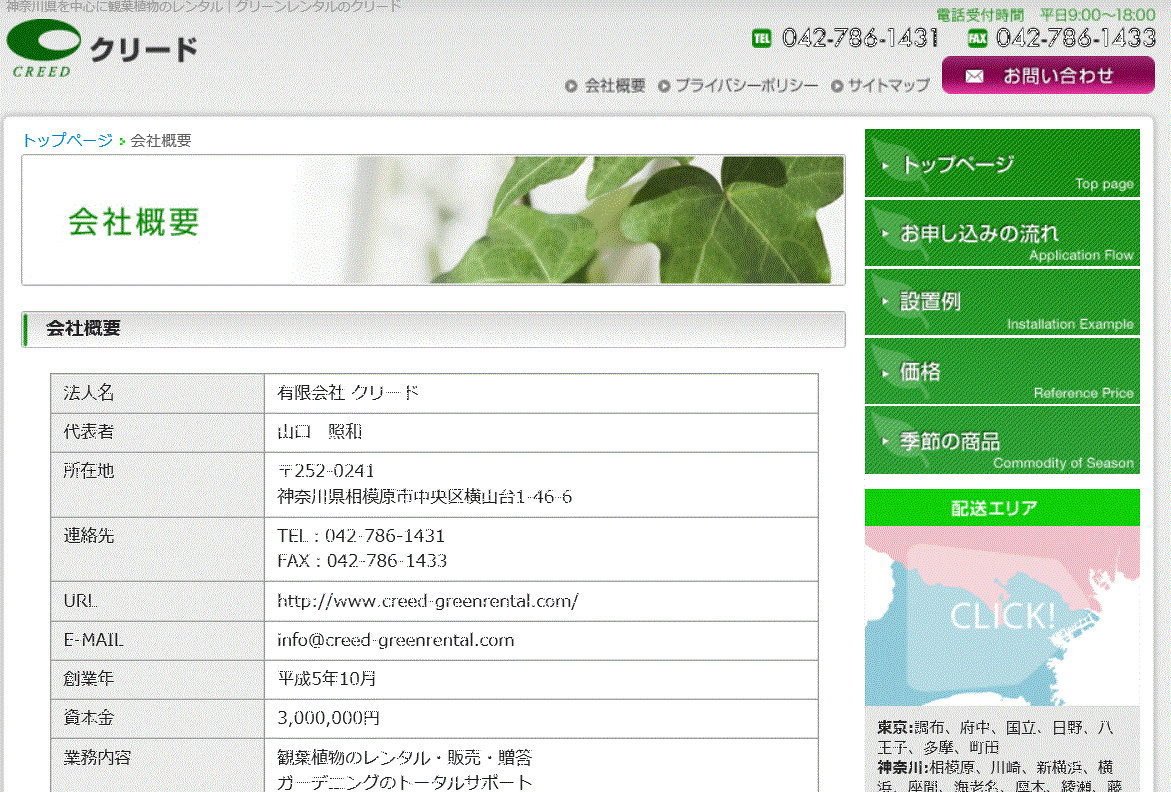 神奈川県を中心に観葉植物のレンタル｜グリーンレンタルのクリード
CREED
クリード
電話受付時間　平日9:00～18:00
TEL 042-786-1431 FAX 042-786-1433
会社概要 プライバシーポリシー サイトマップ
お問い合わせ
トップページ 会社概要
会社概要
会社概要
法人名 有限会社 クリード
代表者 山口　照和
所在地 〒252-0241
神奈川県相模原市中央区横山台1-46-6
連絡先 TEL：042-786-1431
FAX：042-786-1433
URL http://www.creed-greenrental.com/
E-MAIL info@creed-greenrental.com
創業年 平成5年10月
資本金 3,000,000円
業務内容 観葉植物のレンタル・販売・贈答
ガーデニングのトータルサポート
トップページ
Top page
お申し込みの流れ
Application Flow
設置例
Installation Example
価格
Reference Price
季節の商品
Commodity of Season
配送エリア
CLICK!
東京:調布、府中、国立、日野、八
王子、多摩、町田
神奈川:相模原、川崎、新横浜、横
浜、座間、海老名、厚木、綾瀬、藤